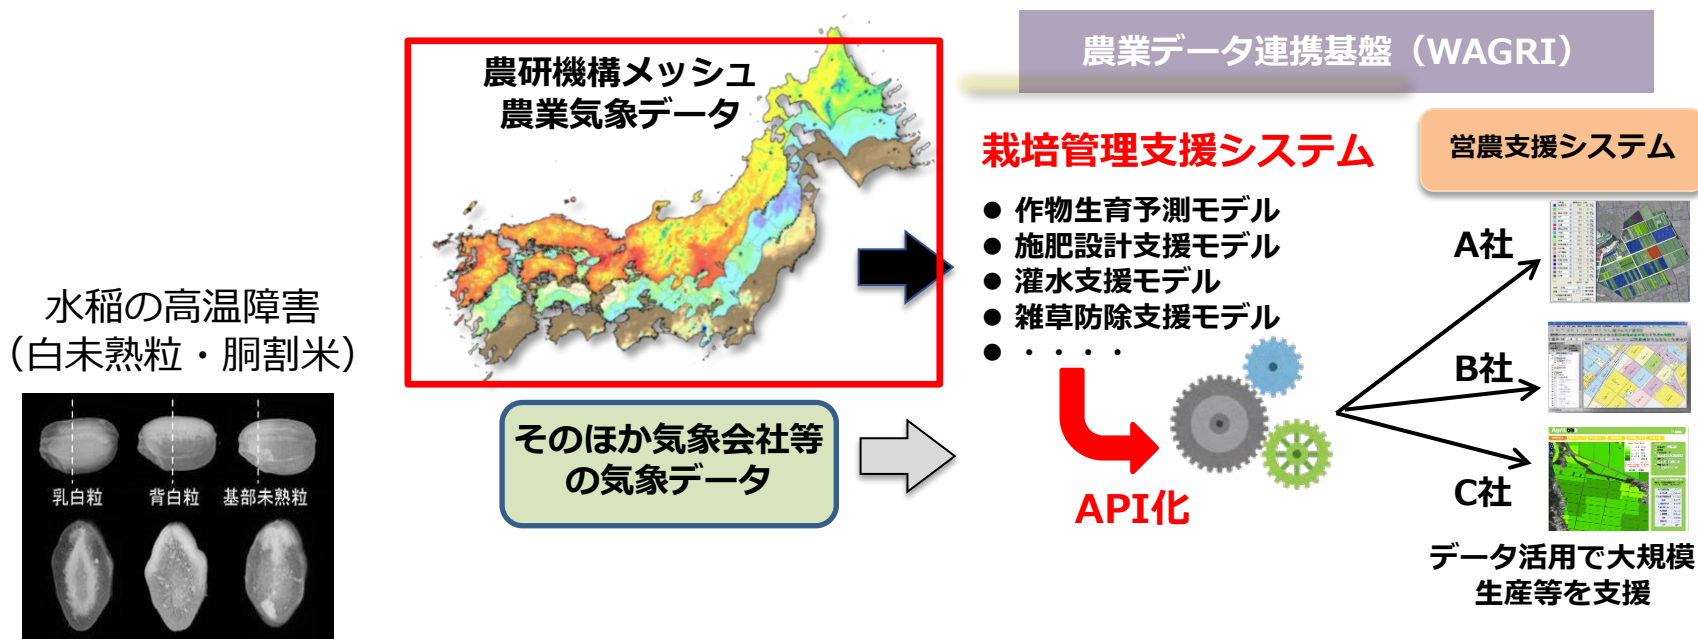 農業データ連携基盤（WAGRI）
農研機構メッシュ
農業気象データ
栽培管理支援システム
● 作物生育予測モデル
● 施肥設計支援モデル
● 灌水支援モデル
● 雑草防除支援モデル
● ・・・・
API化
営農支援システム
A社
B社
C社
データ活用で大規模
生産等を支援
そのほか気象会社等
の気象データ
水稲の高温障害
（白未熟粒・胴割米）
乳白粒 背白粒 基部未熟粒